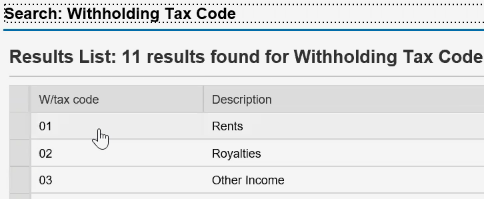 Search: Withholding Tax Code
Results List: 11 results found for Withholding Tax Code
W/tax code Description
01 Rents
02 Royalties
03 Other Income